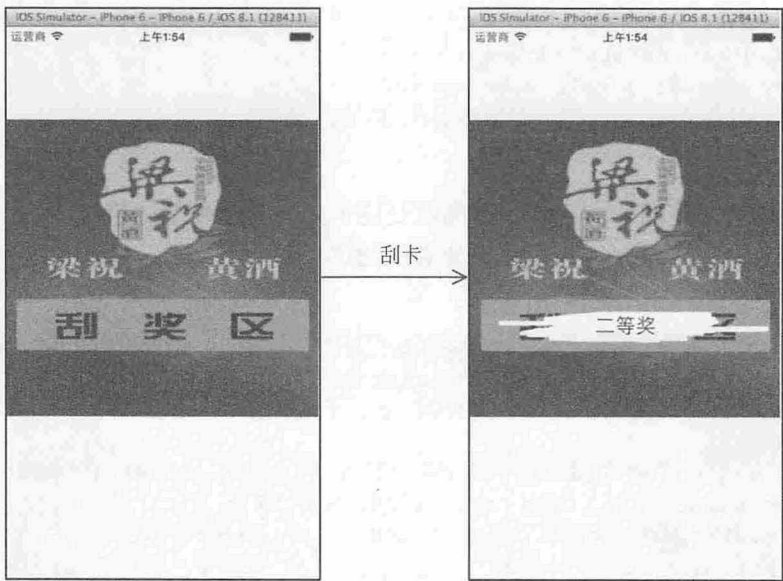 iOS Simulator - iPhone 6 - iPhone 6 / iOS 8.1 (12B411)
运营商 上午1:54
梁祝
黄酒
梁祝 黄酒
刮 奖 区
刮卡
iOS Simulator - iPhone 6 - iPhone 6 / iOS 8.1 (12B411)
运营商 上午1:54
梁祝
黄酒
梁祝 黄酒
二等奖
区